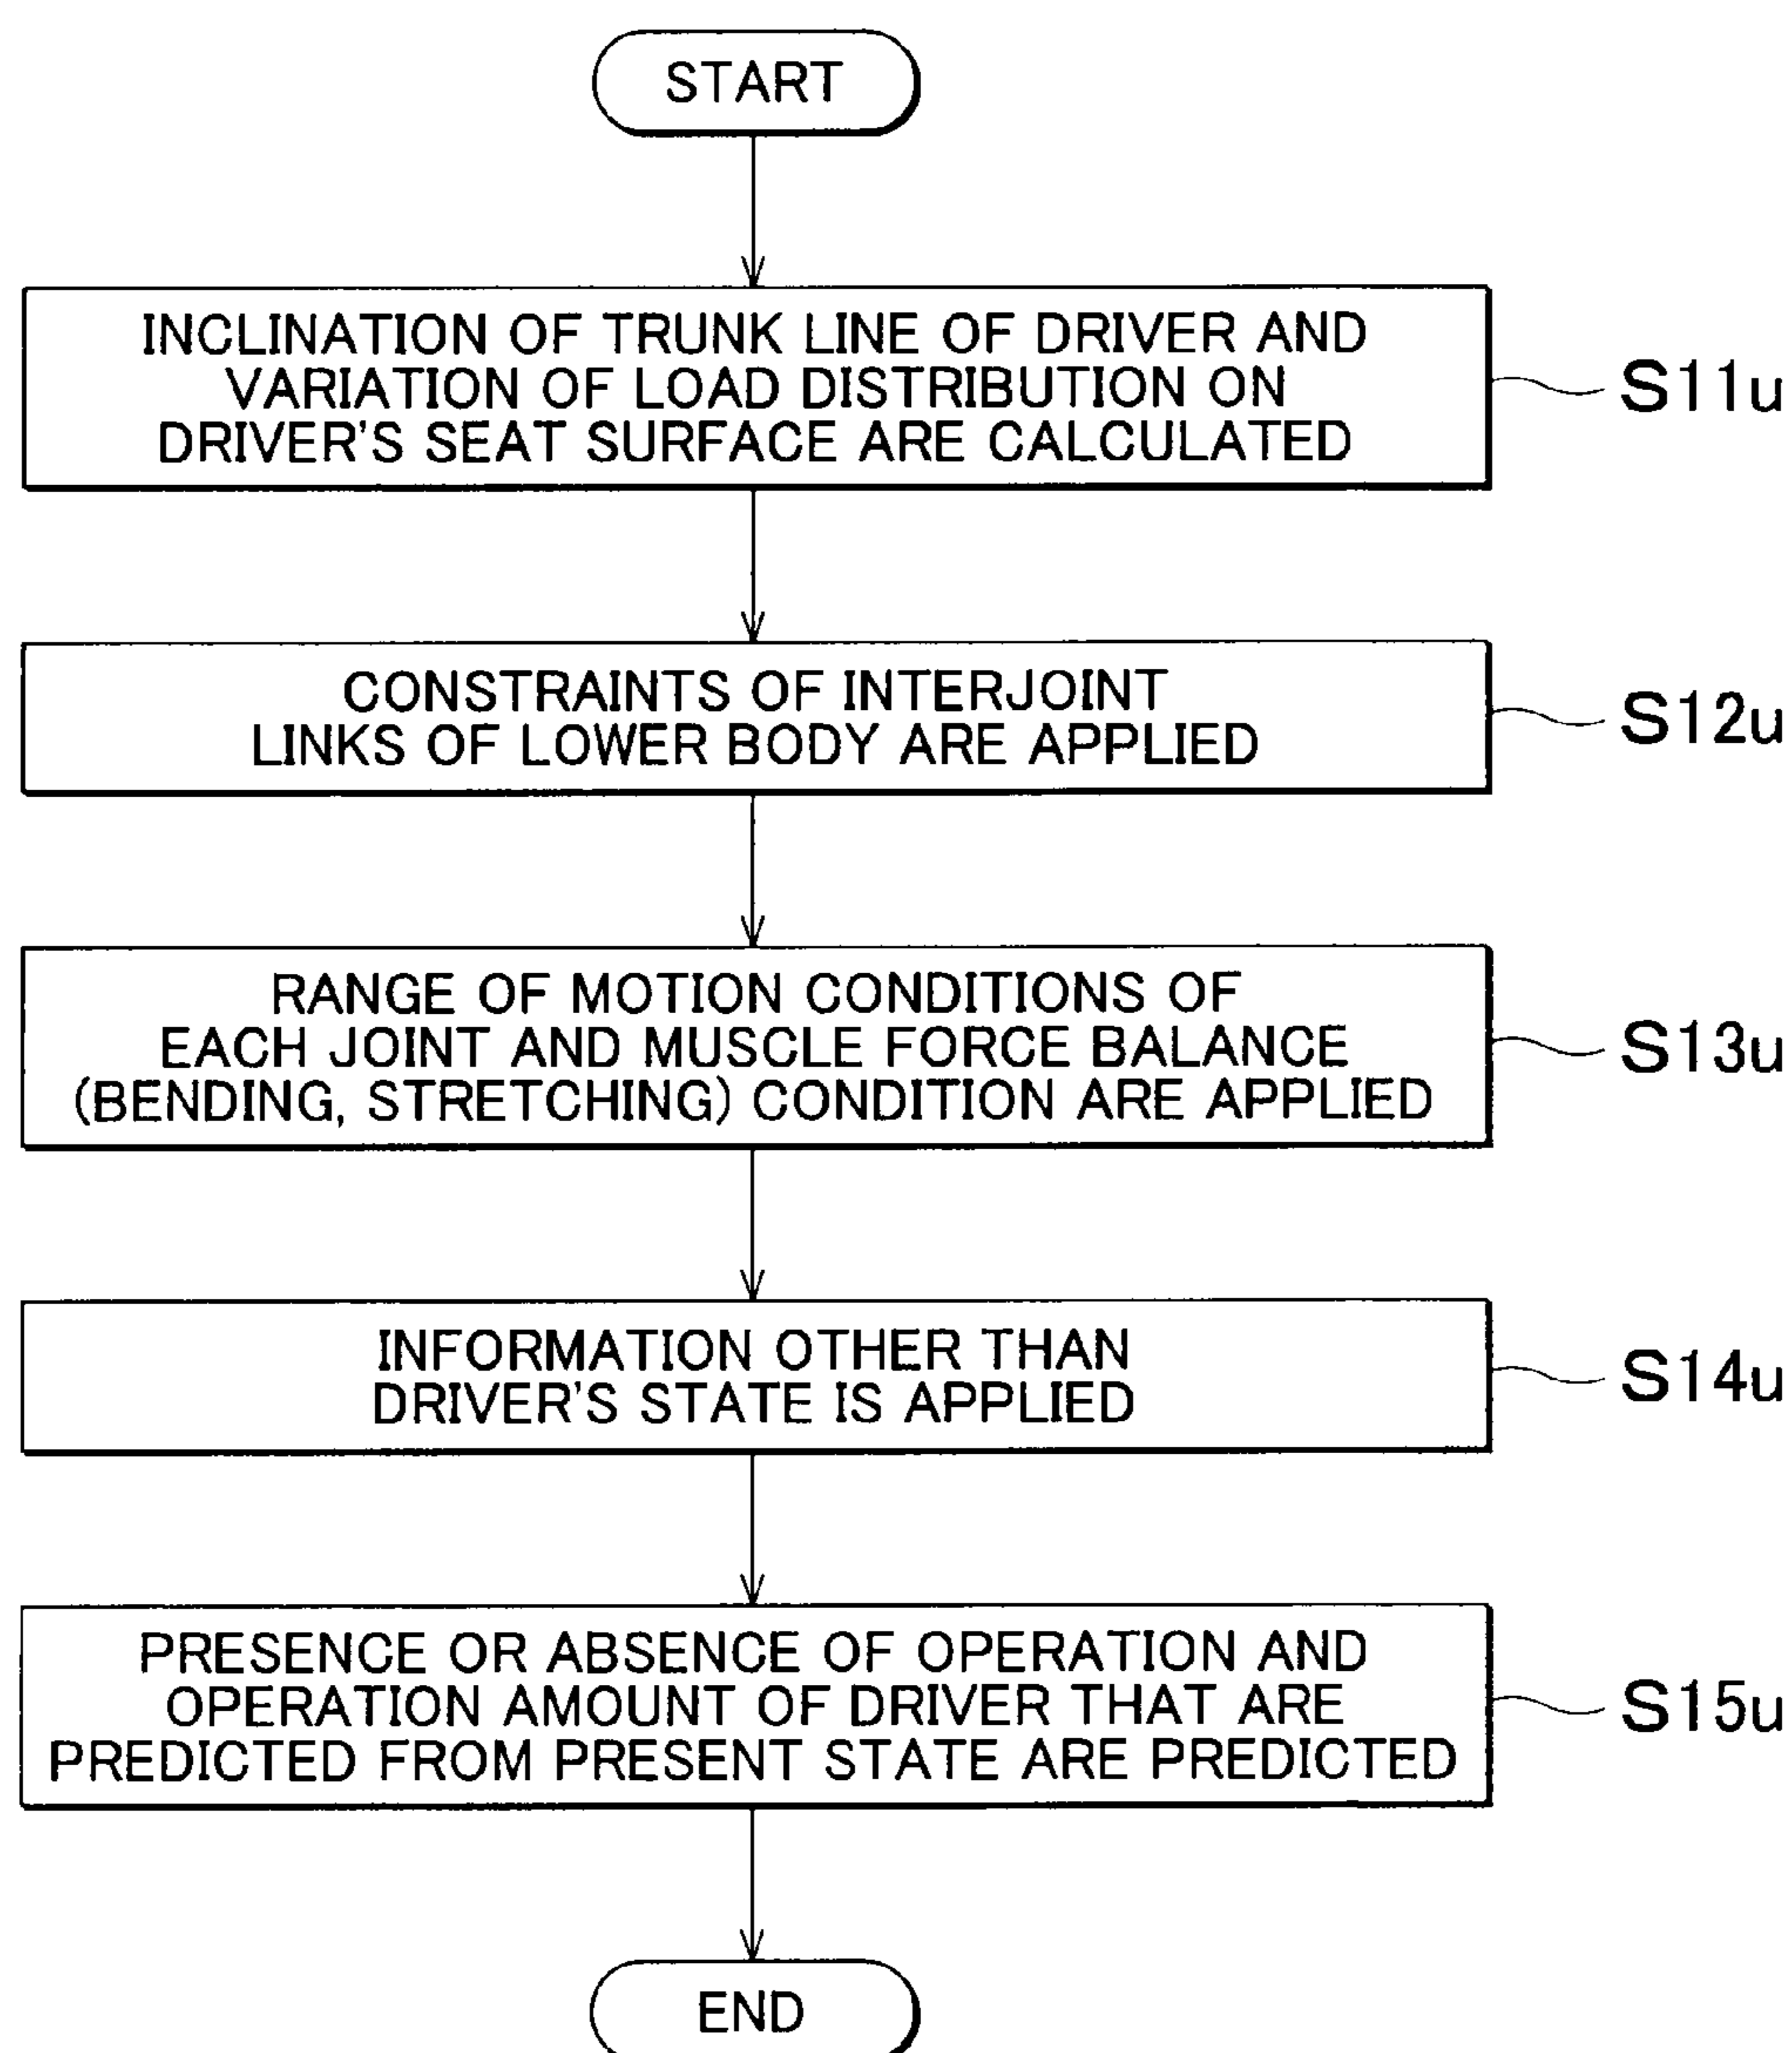 START
INCLINATION OF TRUNK LINE OF DRIVER AND
VARIATION OF LOAD DISTRIBUTION ON
DRIVER'S SEAT SURFACE ARE CALCULATED
S11u
CONSTRAINTS OF INTERJOINT
LINKS OF LOWER BODY ARE APPLIED
S12u
RANGE OF MOTION CONDITIONS OF
EACH JOINT AND MUSCLE FORCE BALANCE
(BENDING, STRETCHING) CONDITION ARE APPLIED
S13u
INFORMATION OTHER THAN
DRIVER'S STATE IS APPLIED
S14u
PRESENCE OR ABSENCE OF OPERATION AND
OPERATION AMOUNT OF DRIVER THAT ARE
PREDICTED FROM PRESENT STATE ARE PREDICTED
S15u
END